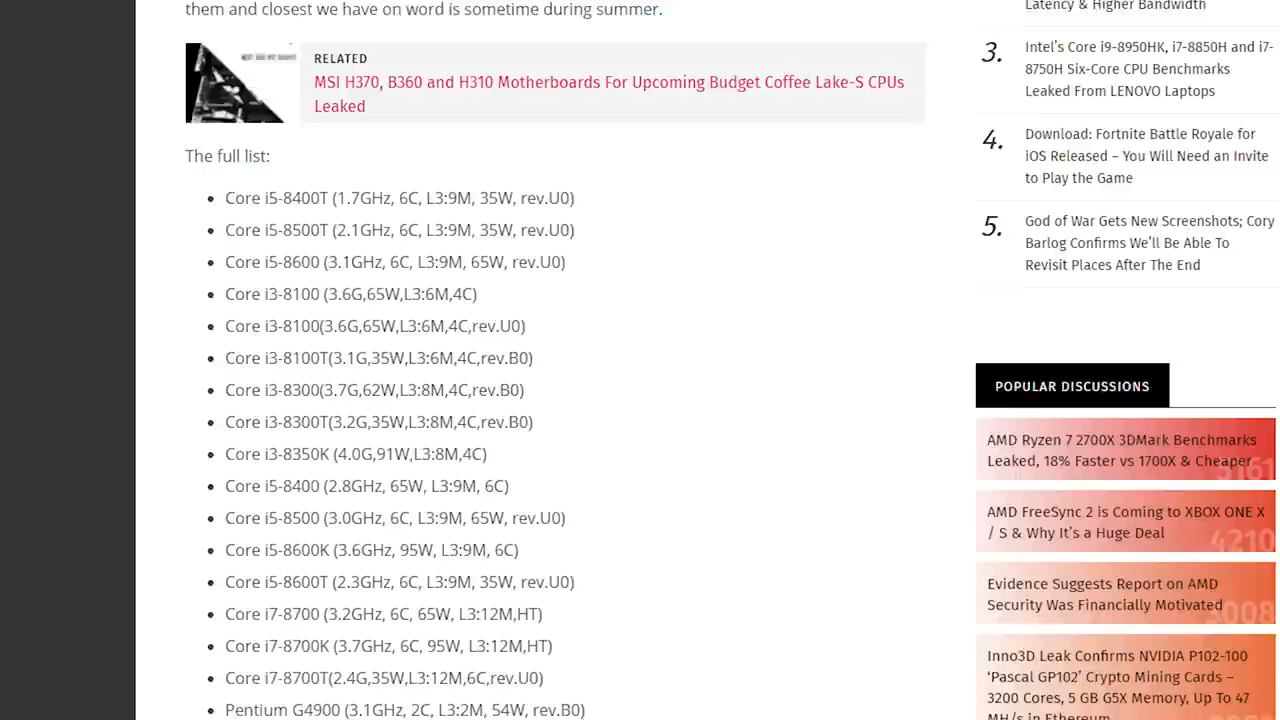 them and closest we have on word is sometime during summer.
RELATED
MSI H370, B360 and H310 Motherboards For Upcoming Budget Coffee Lake-S CPUs
Leaked
The full list:
Core i5-8400T (1.7GHz, 6C, L3:9M, 35W, rev.U0)
Core i5-8500T (2.1GHz, 6C, L3:9M, 35W, rev.U0)
Core i5-8600 (3.1GHz, 6C, L3:9M, 65W, rev.U0)
Core i3-8100 (3.6G,65W,L3:6M,4C)
Core i3-8100(3.6G,65W,L3:6M,4C,rev.U0)
Core i3-8100T(3.1G,35W,L3:6M,4C,rev.B0)
Core i3-8300(3.7G,62W,L3:8M,4C,rev.B0)
Core i3-8300T(3.2G,35W,L3:8M,4C,rev.B0)
Core i3-8350K (4.0G,91W,L3:8M,4C)
Core i5-8400 (2.8GHz, 65W, L3:9M, 6C)
Core i5-8500 (3.0GHz, 6C, L3:9M, 65W, rev.U0)
Core i5-8600K (3.6GHz, 95W, L3:9M, 6C)
Core i5-8600T (2.3GHz, 6C, L3:9M, 35W, rev.U0)
Core i7-8700 (3.2GHz, 6C, 65W, L3:12M,HT)
Core i7-8700K (3.7GHz, 6C, 95W, L3:12M,HT)
Core i7-8700T(2.4G,35W,L3:12M,6C,rev.U0)
Pentium G4900 (3.1GHz, 2C, L3:2M, 54W, rev.B0)
Latency & Higher Bandwidth
3.
Intel's Core i9-8950HK, i7-8850H and i7-
8750H Six-Core CPU Benchmarks
Leaked From LENOVO Laptops
4.
Download: Fortnite Battle Royale for
iOS Released – You Will Need an Invite
to Play the Game
5.
God of War Gets New Screenshots; Cory
Barlog Confirms We'll Be Able To
Revisit Places After The End
POPULAR DISCUSSIONS
AMD Ryzen 7 2700X 3DMark Benchmarks
Leaked, 18% Faster vs 1700X & Cheaper
5161
AMD FreeSync 2 is Coming to XBOX ONE X
/ S & Why It's a Huge Deal
4210
Evidence Suggests Report on AMD
Security Was Financially Motivated
3008
Inno3D Leak Confirms NVIDIA P102-100
'Pascal GP102' Crypto Mining Cards –
3200 Cores, 5 GB G5X Memory, Up To 47
MH/s in Ethereum